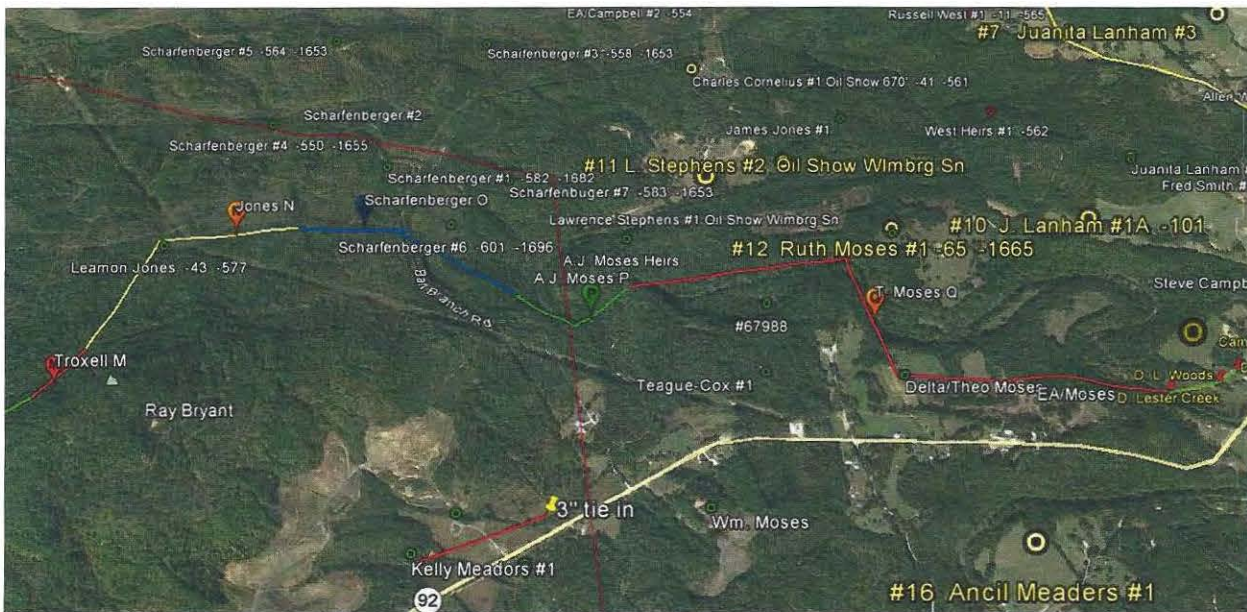 EA/Campbell #2 -554
Russell West #1 -11 -565
#7 Juanita Lanham #3
Scharfenberger #5 -564 -1653
Scharfenberger #3 -558 -1653
Charles Cornelius #1 Oil Show 670' -41 -561
Scharfenberger #2
James Jones #1
West Heirs #1 -562
Scharfenberger #4 -550 -1655
#11 L. Stephens #2 Oil Show Wlmbrg Sn
Juanita Lanham
Fred Smith
Scharfenberger #1 -582 -1682
Scharfenbuger #7 -583 -1653
Jones N
Scharfenberger O
Lawrence Stephens #1 Oil Show Wlmbrg Sn
#10 J. Lanham #1A -101
Scharfenberger #6 -601 -1696
#12 Ruth Moses #1 -65 -1665
Leamon Jones -43 -577
A.J. Moses Heirs
A.J. Moses P
Bat Branch Rd
T. Moses Q
Steve Campb
#67988
Troxell M
Teague-Cox #1
Delta/Theo Moses
EA/Moses
D. L. Woods
Cam
D. Lester Creek
Ray Bryant
3" tie in
Wm. Moses
Kelly Meadors #1
92
#16 Ancil Meaders #1